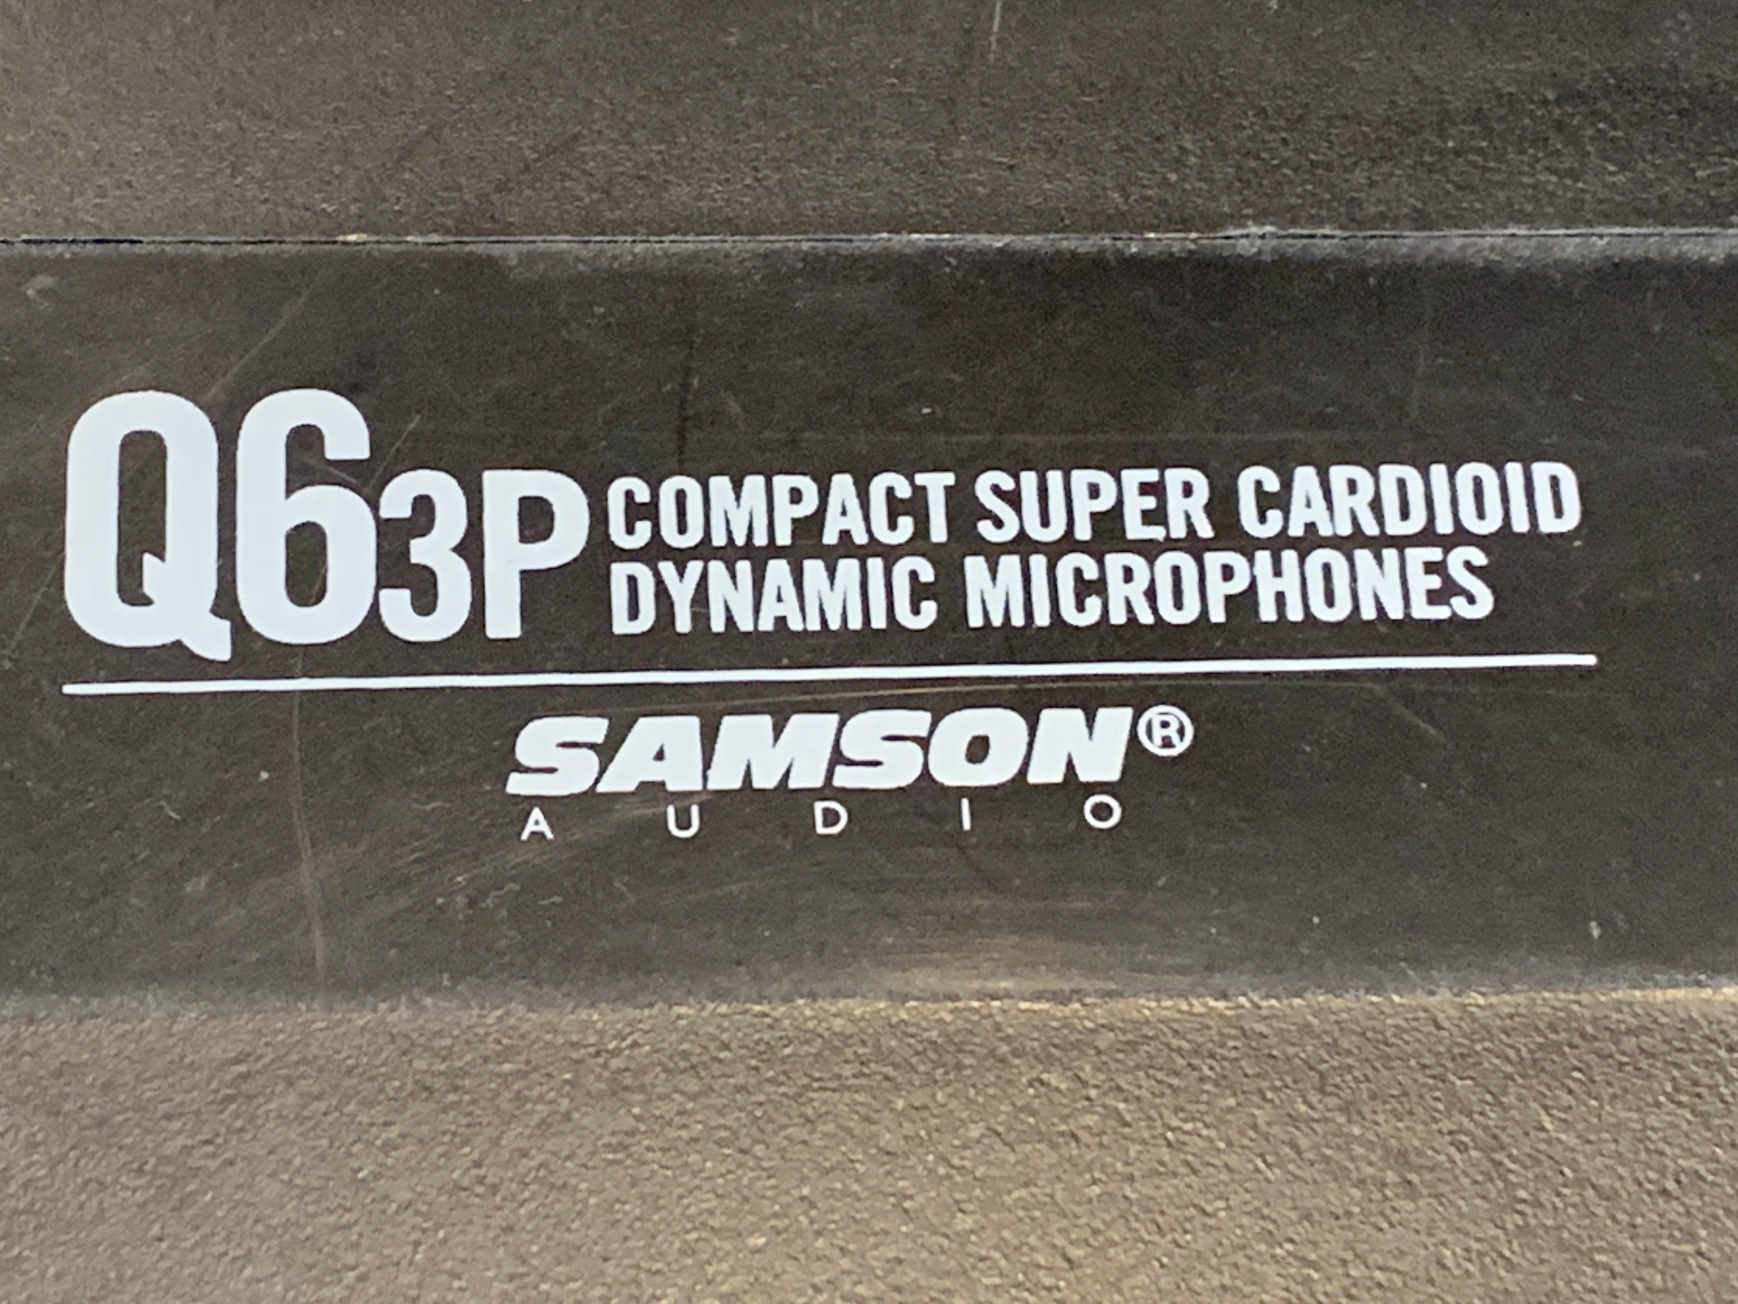 Q63P COMPACT SUPER CARDIOID
DYNAMIC MICROPHONES
SAMSON®
AUDIO